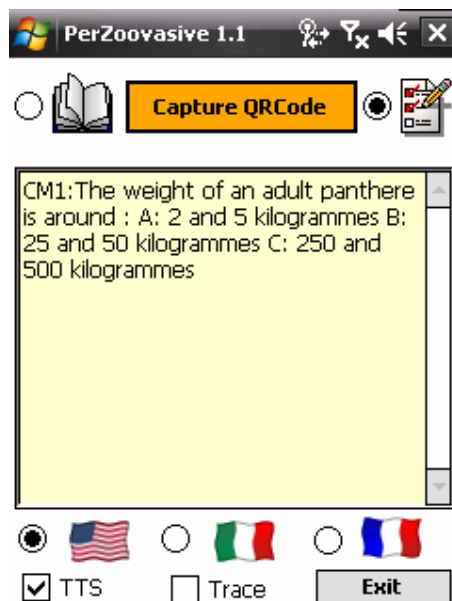 PerZoovasive 1.1
Capture QRCode
CM1:The weight of an adult panthere
is around : A: 2 and 5 kilogrammes B:
25 and 50 kilogrammes C: 250 and
500 kilogrammes
TTS
Trace
Exit